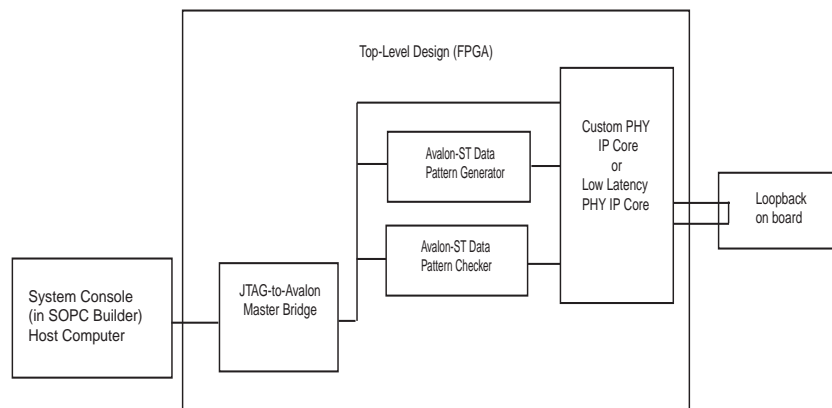 Top-Level Design (FPGA)
Custom PHY
IP Core
or
Low Latency
PHY IP Core
Avalon-ST Data
Pattern Generator
Loopback
on board
Avalon-ST Data
Pattern Checker
System Console
(in SOPC Builder)
Host Computer
JTAG-to-Avalon
Master Bridge